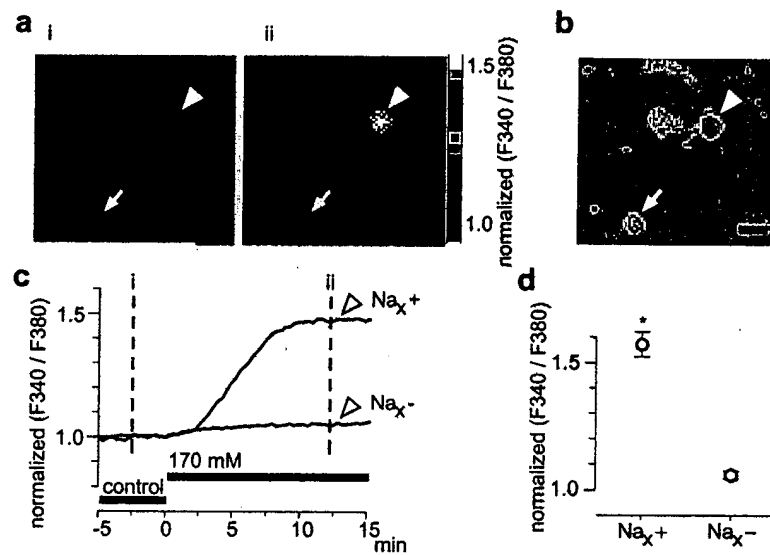 a
i
ii
1.5
1.0
normalized (F340 / F380)
b
c
i
ii
Nax+
Nax-
1.5
1.0
normalized (F340 / F380)
170 mM
control
-5
0
5
10
15
min
d
*
1.5
1.0
normalized (F340 / F380)
Nax+
Nax-